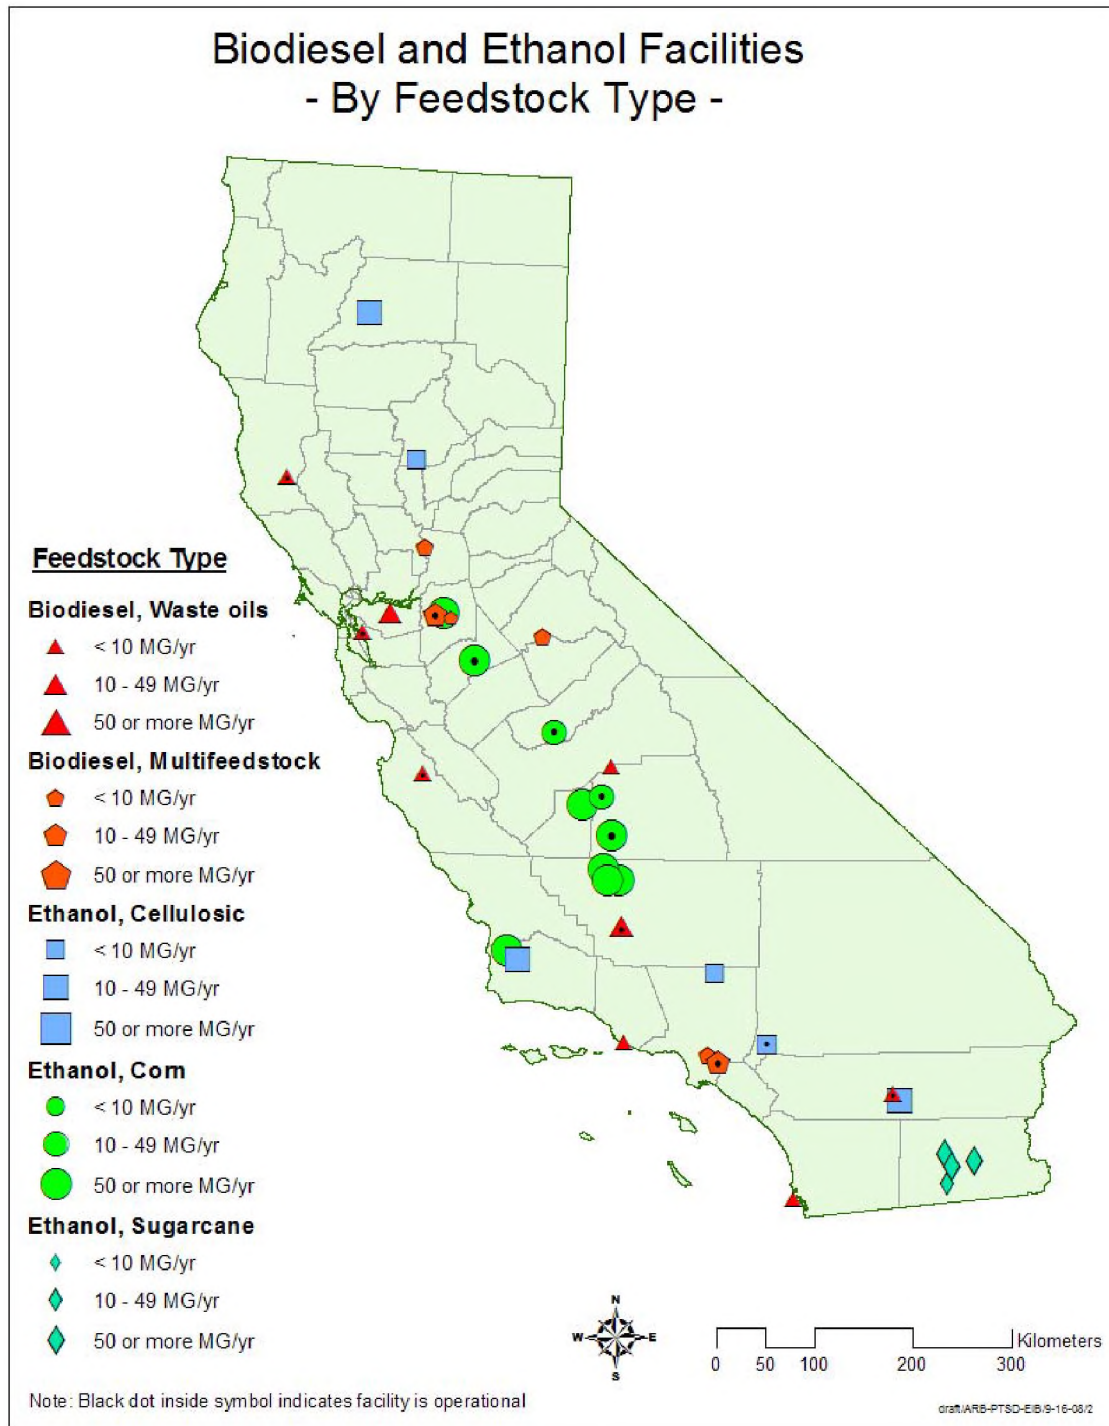 Biodiesel and Ethanol Facilities
- By Feedstock Type -
Feedstock Type
Biodiesel, Waste oils
< 10 MG/yr
10 - 49 MG/yr
50 or more MG/yr
Biodiesel, Multifeedstock
< 10 MG/yr
10 - 49 MG/yr
50 or more MG/yr
Ethanol, Cellulosic
< 10 MG/yr
10 - 49 MG/yr
50 or more MG/yr
Ethanol, Corn
< 10 MG/yr
10 - 49 MG/yr
50 or more MG/yr
Ethanol, Sugarcane
< 10 MG/yr
10 - 49 MG/yr
50 or more MG/yr
N
W E
S
Kilometers
0 50 100 200 300
Note: Black dot inside symbol indicates facility is operational
draft/ARB-PTSD-EIB/9-16-08/2